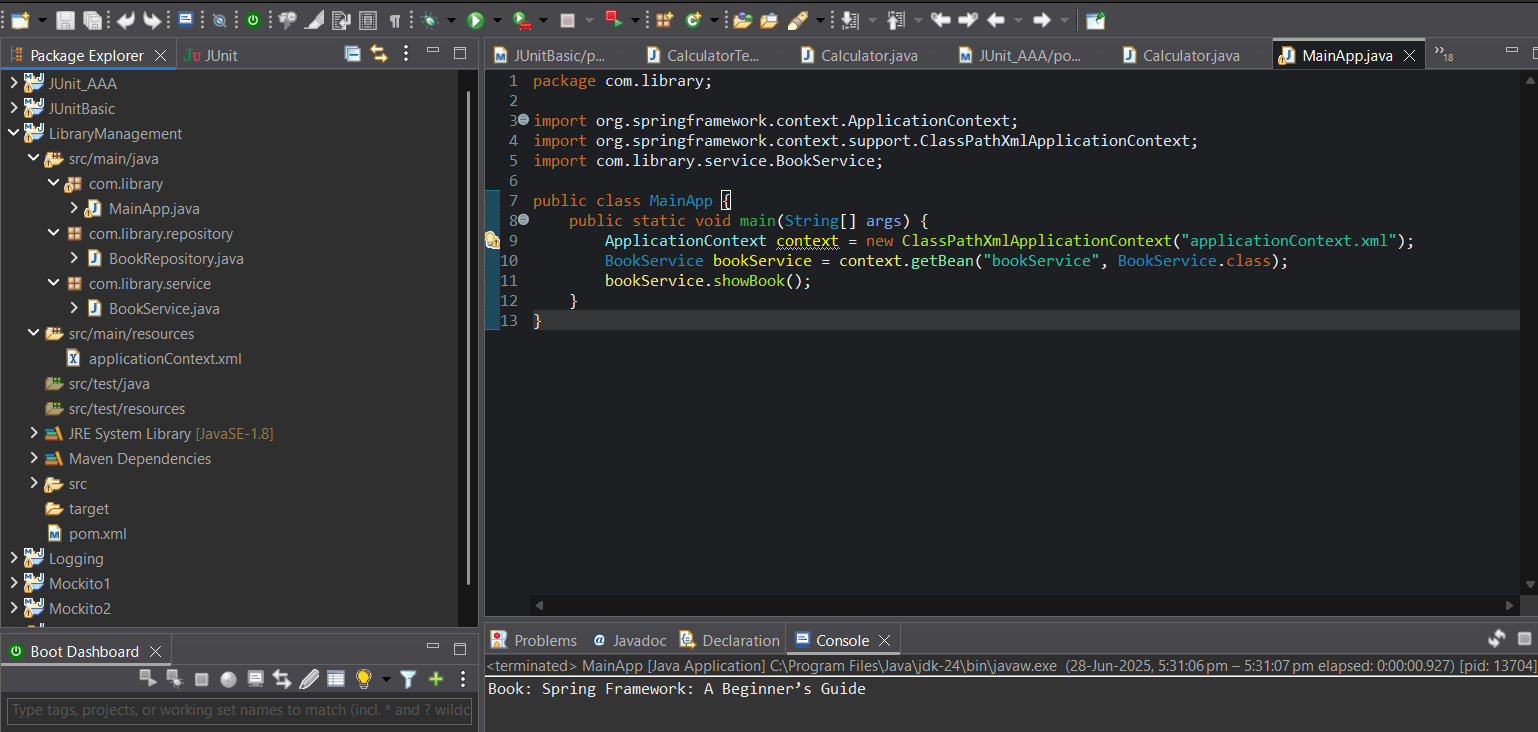 Package Explorer
JUnit
JUnit_AAA
JUnitBasic
LibraryManagement
src/main/java
com.library
MainApp.java
com.library.repository
BookRepository.java
com.library.service
BookService.java
src/main/resources
applicationContext.xml
src/test/java
src/test/resources
JRE System Library [JavaSE-1.8]
Maven Dependencies
src
target
pom.xml
Logging
Mockito1
Mockito2
Boot Dashboard
Type tags, projects, or working set names to match (incl. * and ? wildc
JUnitBasic/p... CalculatorTe... Calculator.java JUnit_AAA/po... Calculator.java MainApp.java »18
1 package com.library;
2
3 import org.springframework.context.ApplicationContext;
4 import org.springframework.context.support.ClassPathXmlApplicationContext;
5 import com.library.service.BookService;
6
7 public class MainApp {
8 public static void main(String[] args) {
9 ApplicationContext context = new ClassPathXmlApplicationContext("applicationContext.xml");
10 BookService bookService = context.getBean("bookService", BookService.class);
11 bookService.showBook();
12 }
13 }
Problems @ Javadoc Declaration Console
<terminated> MainApp [Java Application] C:\Program Files\Java\jdk-24\bin\javaw.exe (28-Jun-2025, 5:31:06 pm – 5:31:07 pm elapsed: 0:00:00.927) [pid: 13704]
Book: Spring Framework: A Beginner’s Guide